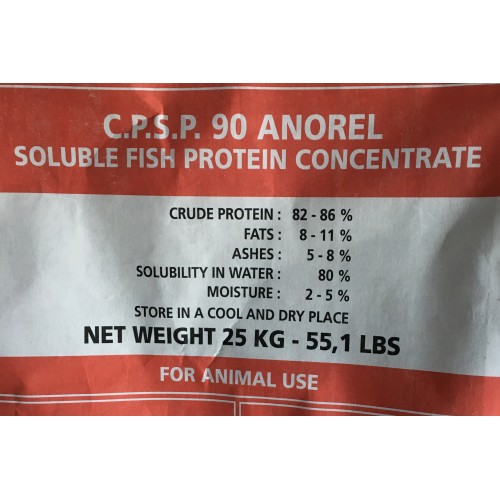 C.P.S.P. 90 ANOREL
SOLUBLE FISH PROTEIN CONCENTRATE
CRUDE PROTEIN : 82 - 86 %
FATS : 8 - 11 %
ASHES : 5 - 8 %
SOLUBILITY IN WATER : 80 %
MOISTURE : 2 - 5 %
STORE IN A COOL AND DRY PLACE
NET WEIGHT 25 KG - 55,1 LBS
FOR ANIMAL USE